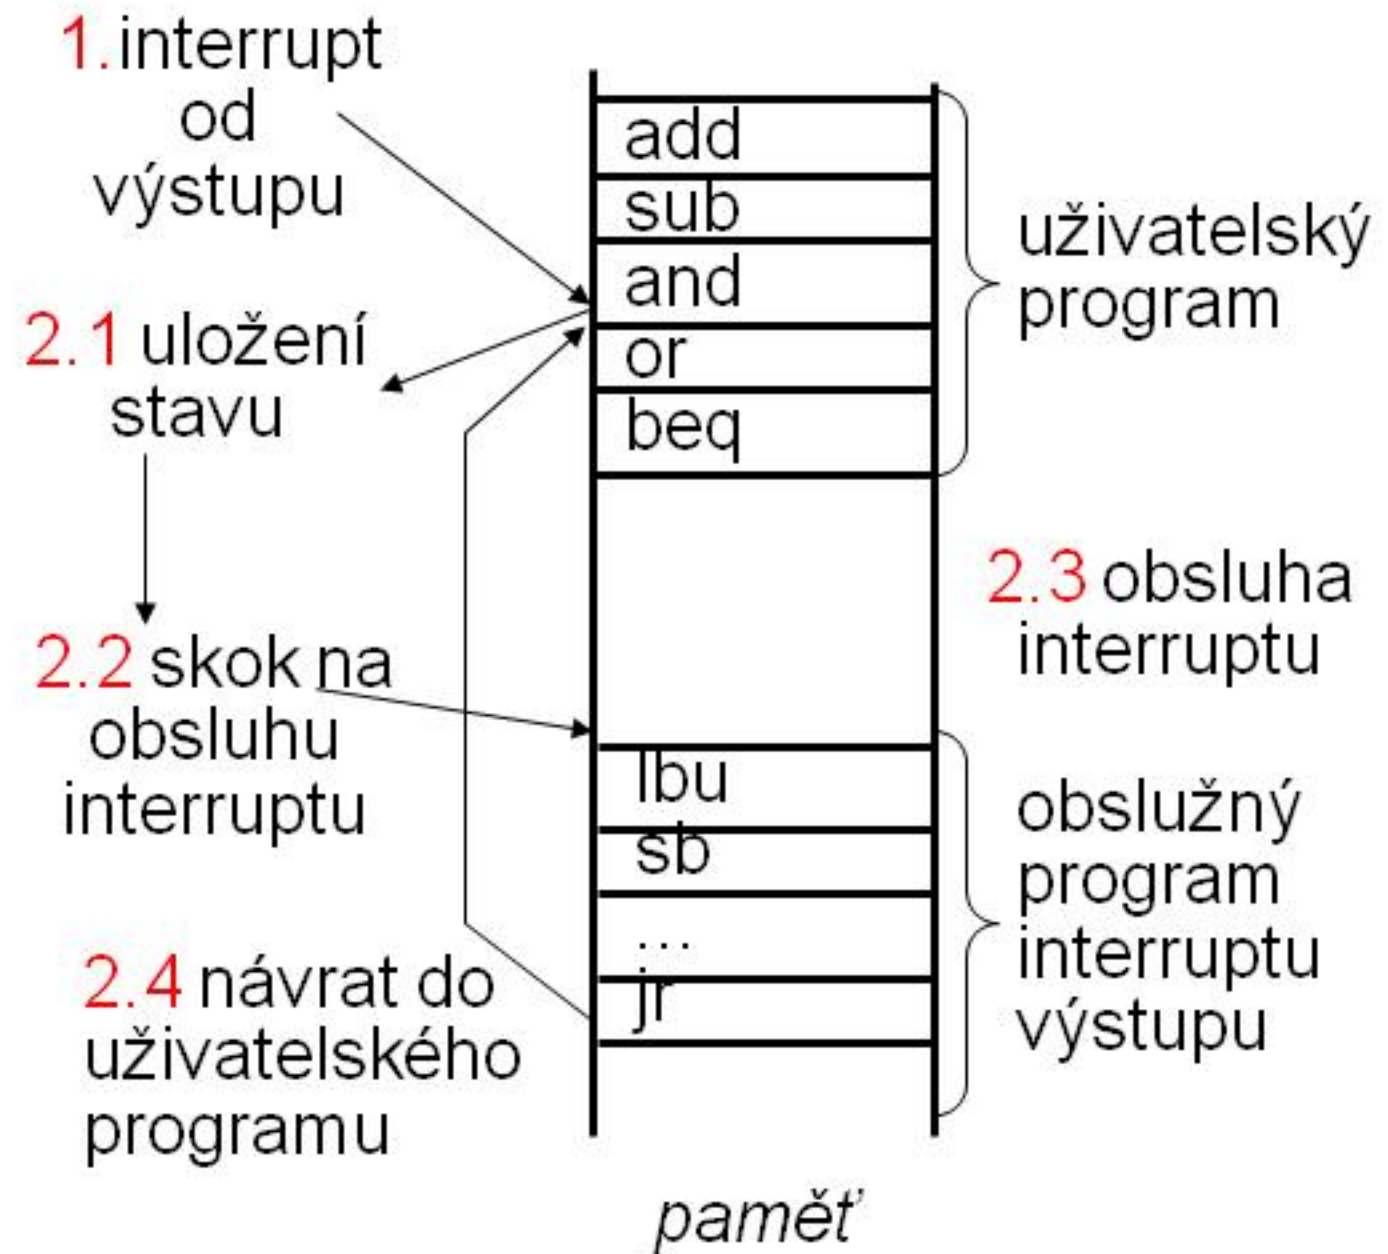 1.interrupt
od
výstupu
2.1 uložení
stavu
2.2 skok na
obsluhu
interruptu
2.4 návrat do
uživatelského
programu
add
sub
and
or
beq
lbu
sb
...
jr
paměť
uživatelský
program
2.3 obsluha
interruptu
obslužný
program
interruptu
výstupu